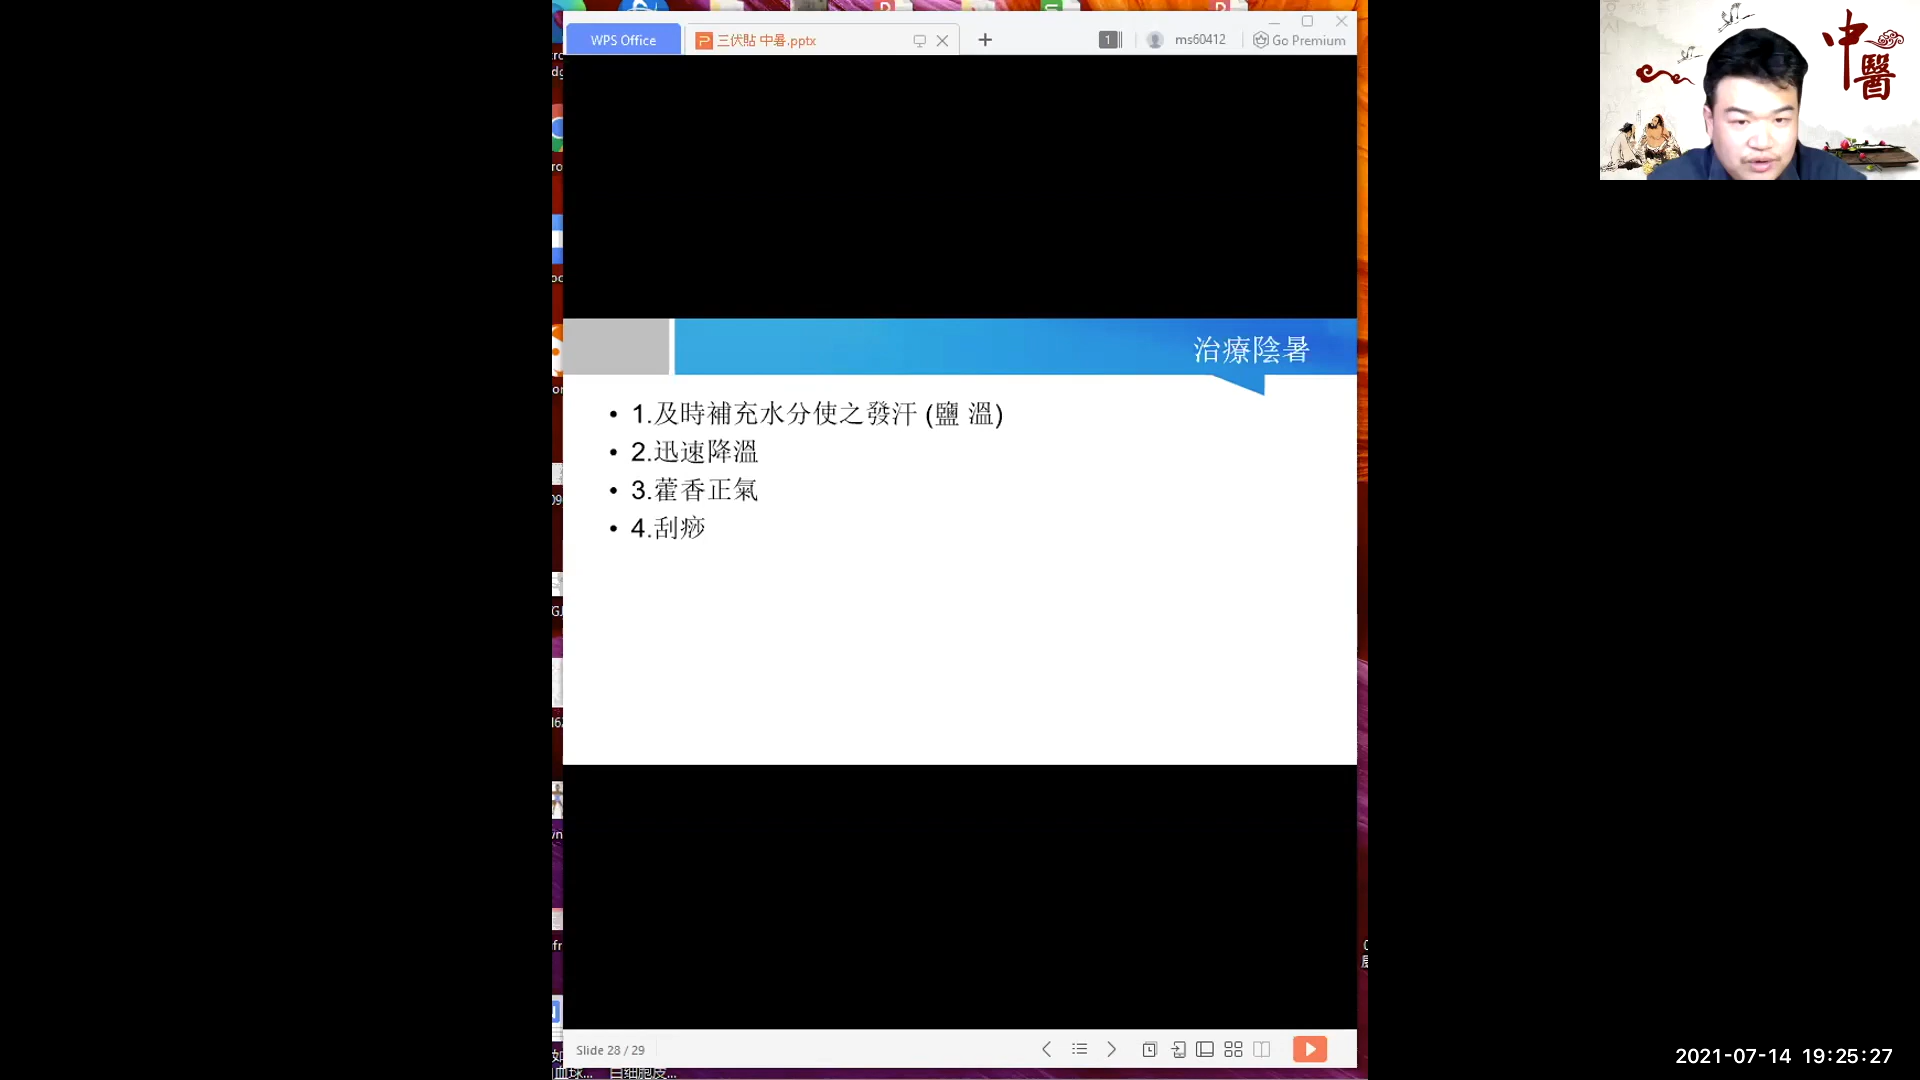 WPS Office
三伏貼 中暑.pptx
1
ms60412
Go Premium
中醫
治療陰暑
• 1.及時補充水分使之發汗 (鹽 溫)
• 2.迅速降溫
• 3.藿香正氣
• 4.刮痧
Slide 28 / 29
2021-07-14 19:25:27